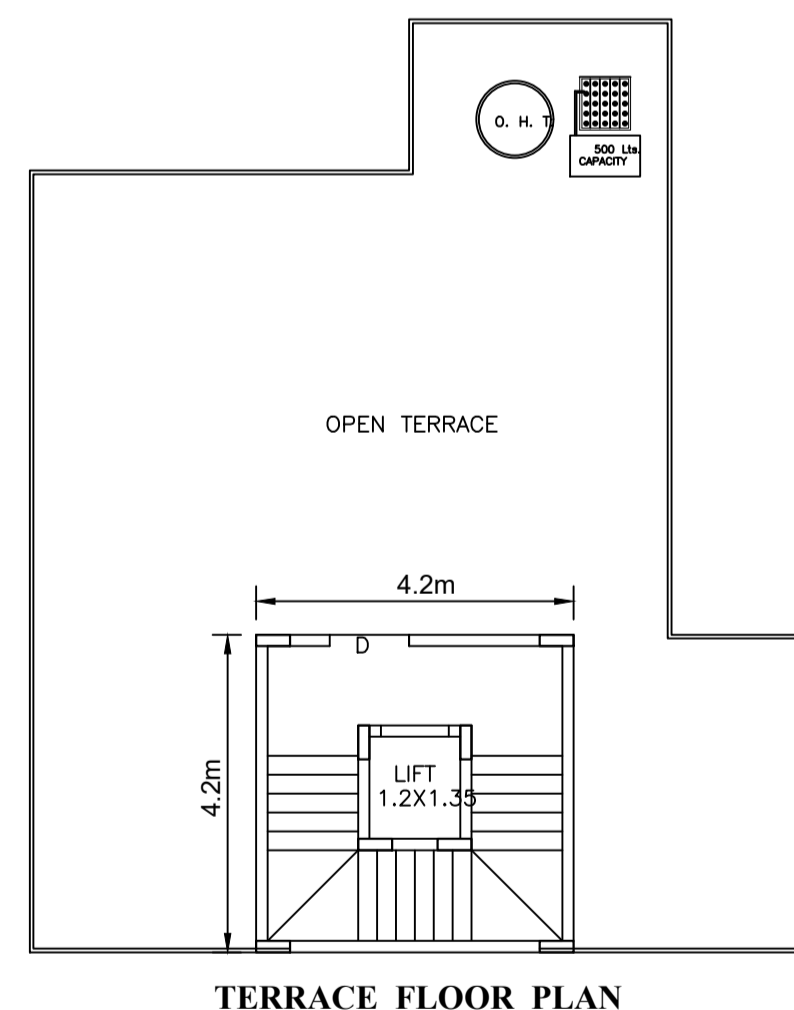 O. H. T.
500 Lts.
CAPACITY
OPEN TERRACE
4.2m
D
4.2m
LIFT
1.2X1.35
TERRACE FLOOR PLAN